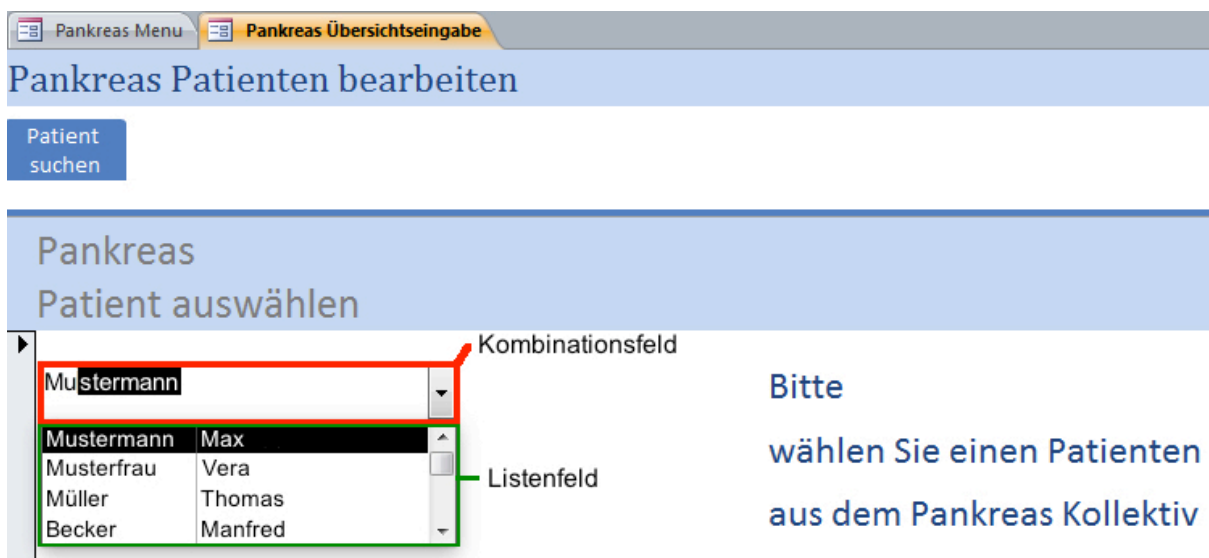 Pankreas Menu
Pankreas Übersichtseingabe
Pankreas Patienten bearbeiten
Patient
suchen
Pankreas
Patient auswählen
Kombinationsfeld
Mustermann
Mustermann Max
Musterfrau Vera
Müller Thomas
Becker Manfred
Listenfeld
Bitte
wählen Sie einen Patienten
aus dem Pankreas Kollektiv